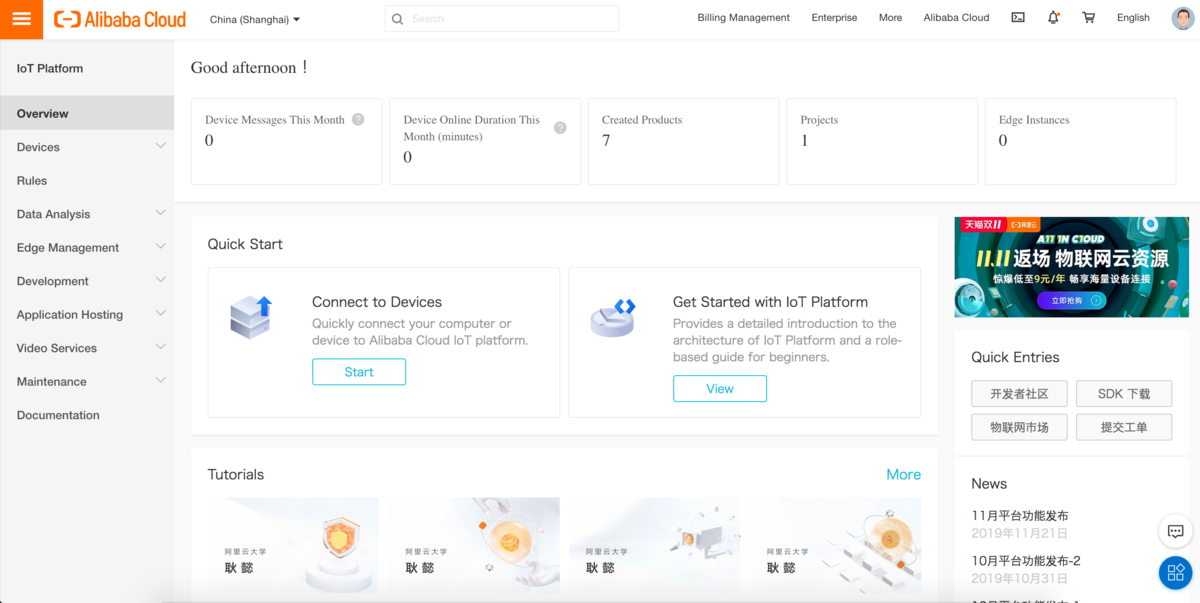 Alibaba Cloud
China (Shanghai)
Search
Billing Management
Enterprise
More
Alibaba Cloud
English
IoT Platform
Overview
Devices
Rules
Data Analysis
Edge Management
Development
Application Hosting
Video Services
Maintenance
Documentation
Good afternoon！
Device Messages This Month
0
Device Online Duration This
Month (minutes)
0
Created Products
7
Projects
1
Edge Instances
0
Quick Start
Connect to Devices
Quickly connect your computer or
device to Alibaba Cloud IoT platform.
Start
Get Started with IoT Platform
Provides a detailed introduction to the
architecture of IoT Platform and a role-
based guide for beginners.
View
天猫双11 阿里云
ALL IN CLOUD
11.11 返场 物联网云资源
惊爆低至9元/年 畅享海量设备连接
立即抢购
Tutorials
More
阿里云大学
耿 懿
阿里云大学
耿 懿
阿里云大学
耿 懿
阿里云大学
耿 懿
Quick Entries
开发者社区
SDK 下载
物联网市场
提交工单
News
11月平台功能发布
2019年11月21日
10月平台功能发布-2
2019年10月31日